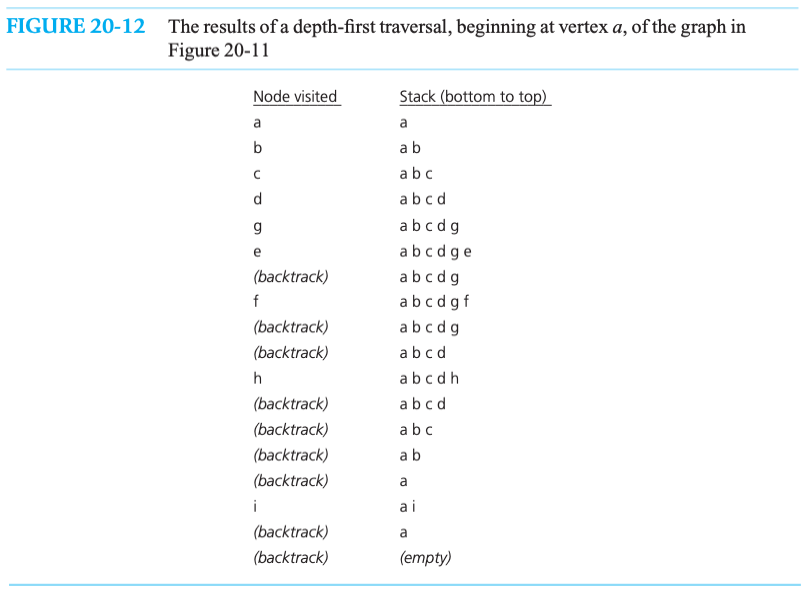 FIGURE 20-12 The results of a depth-first traversal, beginning at vertex a, of the graph in
Figure 20-11
Node visited Stack (bottom to top)
a a
b a b
c a b c
d a b c d
g a b c d g
e a b c d g e
(backtrack) a b c d g
f a b c d g f
(backtrack) a b c d g
(backtrack) a b c d
h a b c d h
(backtrack) a b c d
(backtrack) a b c
(backtrack) a b
(backtrack) a
i a i
(backtrack) a
(backtrack) (empty)